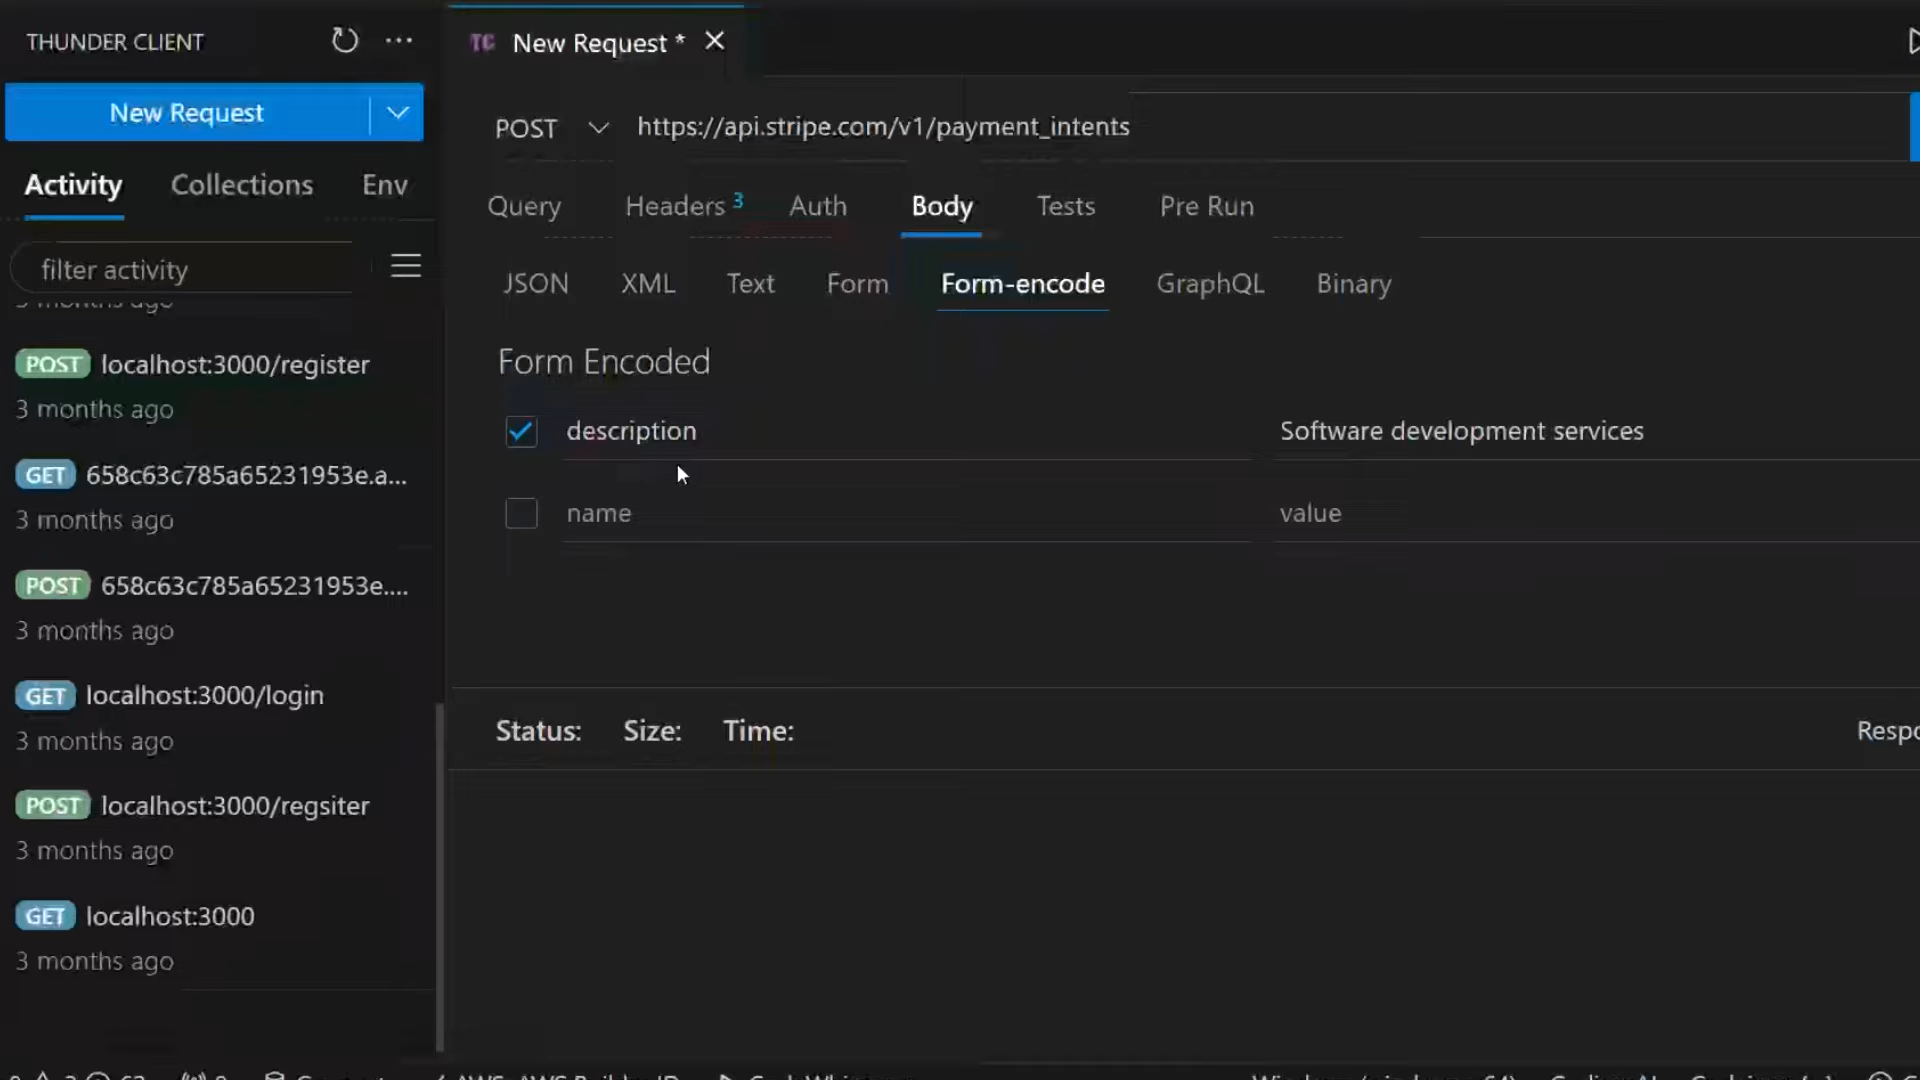 THUNDER CLIENT
New Request
Activity Collections Env
filter activity
months ago
POST localhost:3000/register
3 months ago
GET 658c63c785a65231953e.a...
3 months ago
POST 658c63c785a65231953e....
3 months ago
GET localhost:3000/login
3 months ago
POST localhost:3000/regsiter
3 months ago
GET localhost:3000
3 months ago
TC New Request *
POST https://api.stripe.com/v1/payment_intents
Query Headers 3 Auth Body Tests Pre Run
JSON XML Text Form Form-encode GraphQL Binary
Form Encoded
description Software development services
name value
Status: Size: Time: Respo